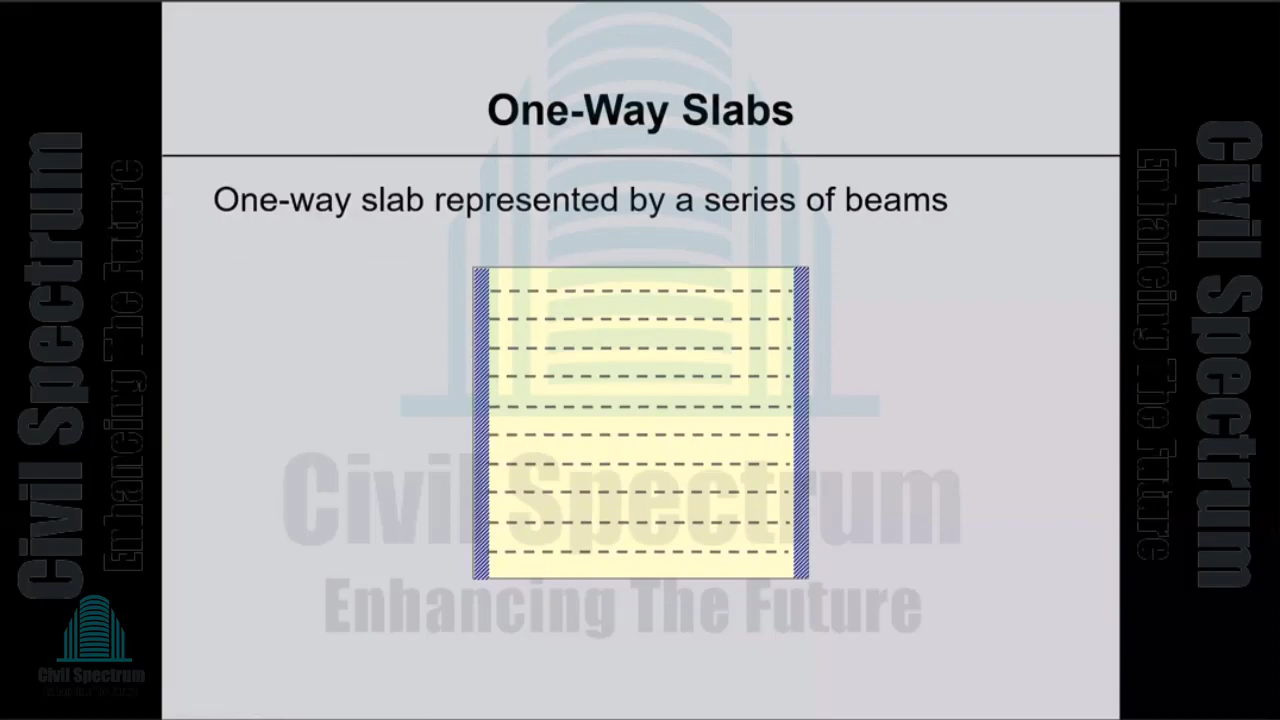 One-Way Slabs
One-way slab represented by a series of beams
Civil Spectrum
Enhancing The Future
Civil Spectrum
Enhancing The Future
Civil Spectrum
Enhancing The Future
Civil Spectrum